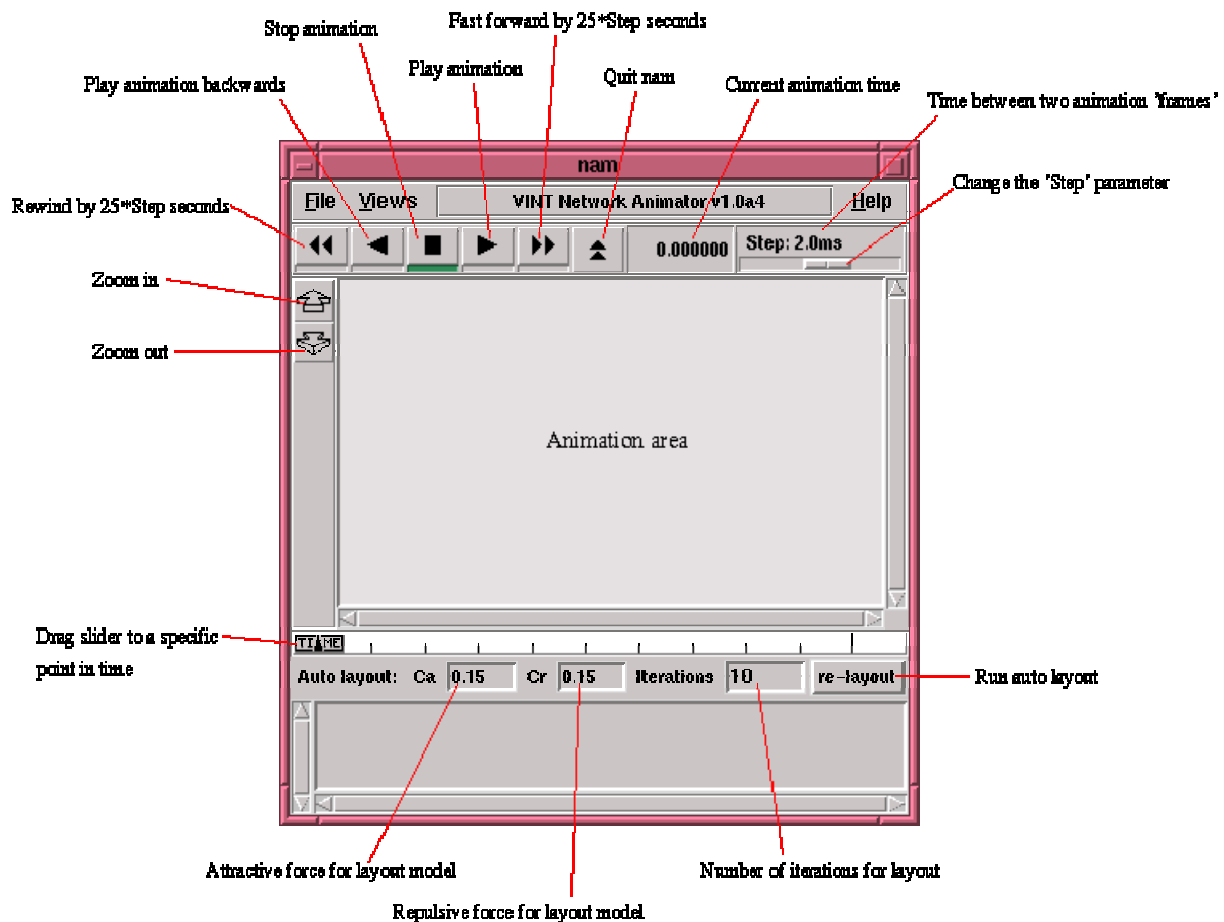 Fast forward by 25*Step seconds
Stop animation
Play animation
Quit nam
Play animation backwards
Current animation time
Time between two animation 'frames'
nam
Change the 'Step' parameter
File Views VINT Network Animator v1.0a4 Help
Rewind by 25*Step seconds
0.000000
Step: 2.0ms
Zoom in
Zoom out
Animation area
Drag slider to a specific
point in time
TIME
Auto layout: Ca 0.15 Cr 0.15 Iterations 10 re-layout
Run auto layout
Attractive force for layout model
Number of iterations for layout
Repulsive force for layout model